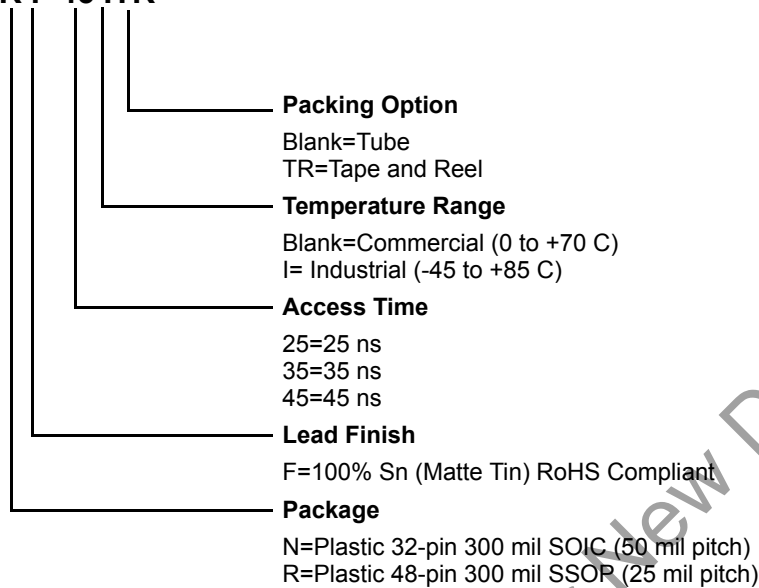 Packing Option
Blank=Tube
TR=Tape and Reel
Temperature Range
Blank=Commercial (0 to +70 C)
I= Industrial (-45 to +85 C)
Access Time
25=25 ns
35=35 ns
45=45 ns
Lead Finish
F=100% Sn (Matte Tin) RoHS Compliant
Package
N=Plastic 32-pin 300 mil SOIC (50 mil pitch)
R=Plastic 48-pin 300 mil SSOP (25 mil pitch)
New